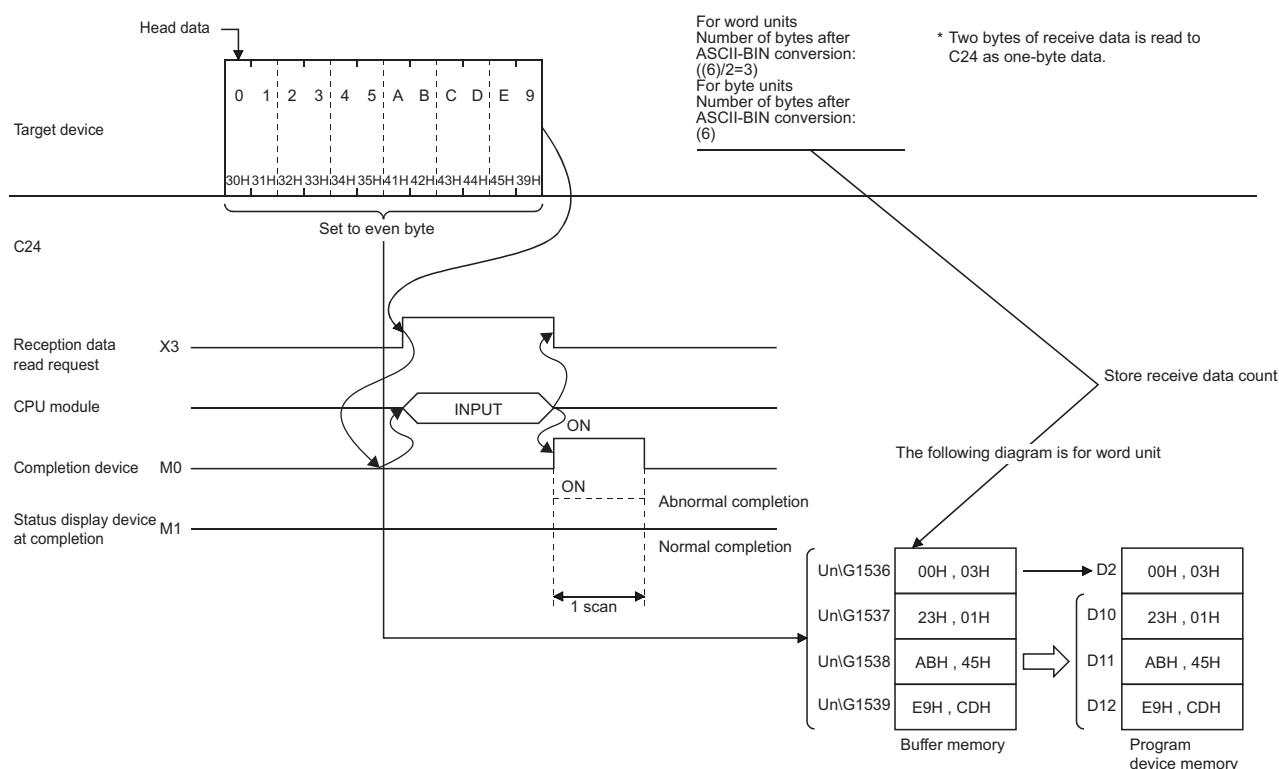 Head data
For word units
Number of bytes after
ASCII-BIN conversion:
((6)/2=3)
For byte units
Number of bytes after
ASCII-BIN conversion:
(6)
* Two bytes of receive data is read to
C24 as one-byte data.
0 1 2 3 4 5 A B C D E 9
Target device
30H 31H 32H 33H 34H 35H 41H 42H 43H 44H 45H 39H
Set to even byte
C24
Reception data
read request
X3
CPU module
INPUT
ON
Completion device M0
ON
Abnormal completion
Status display device
at completion
M1
Normal completion
1 scan
Store receive data count
The following diagram is for word unit
Un\G1536 00H , 03H D2 00H , 03H
Un\G1537 23H , 01H D10 23H , 01H
Un\G1538 ABH , 45H D11 ABH , 45H
Un\G1539 E9H , CDH D12 E9H , CDH
Buffer memory
Program
device memory